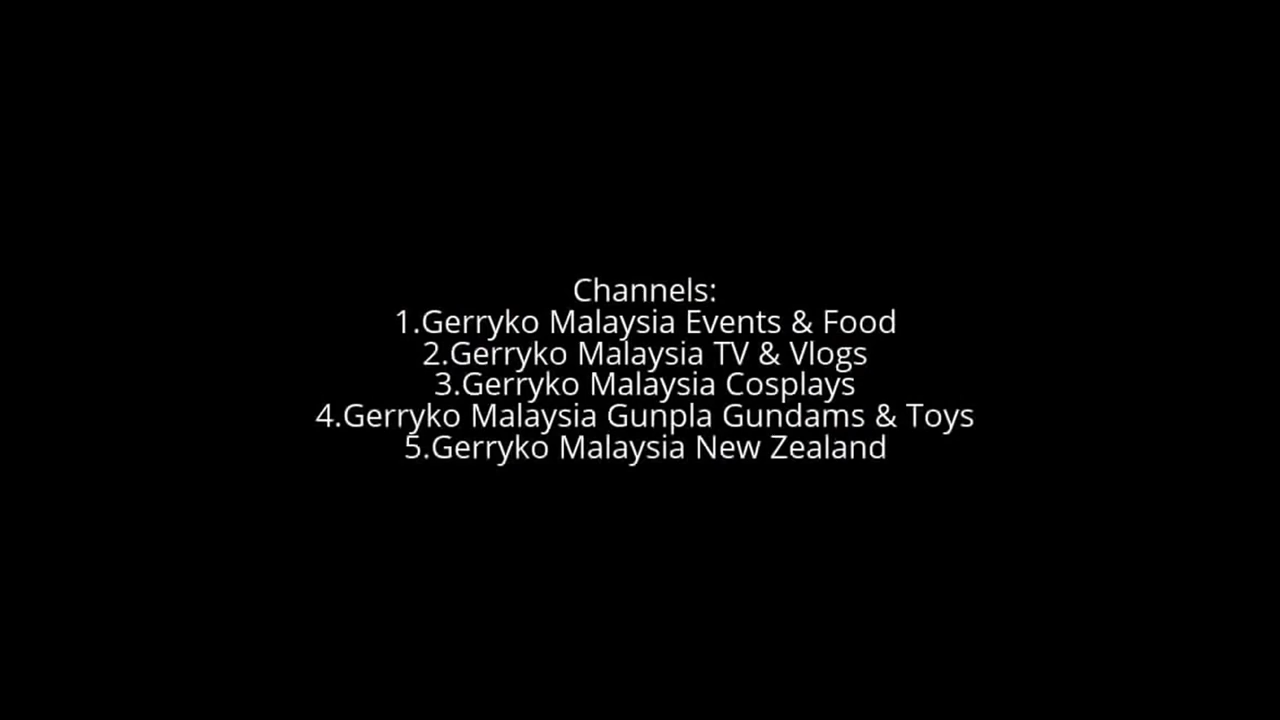 Channels:
1.Gerryko Malaysia Events & Food
2.Gerryko Malaysia TV & Vlogs
3.Gerryko Malaysia Cosplays
4.Gerryko Malaysia Gunpla Gundams & Toys
5.Gerryko Malaysia New Zealand